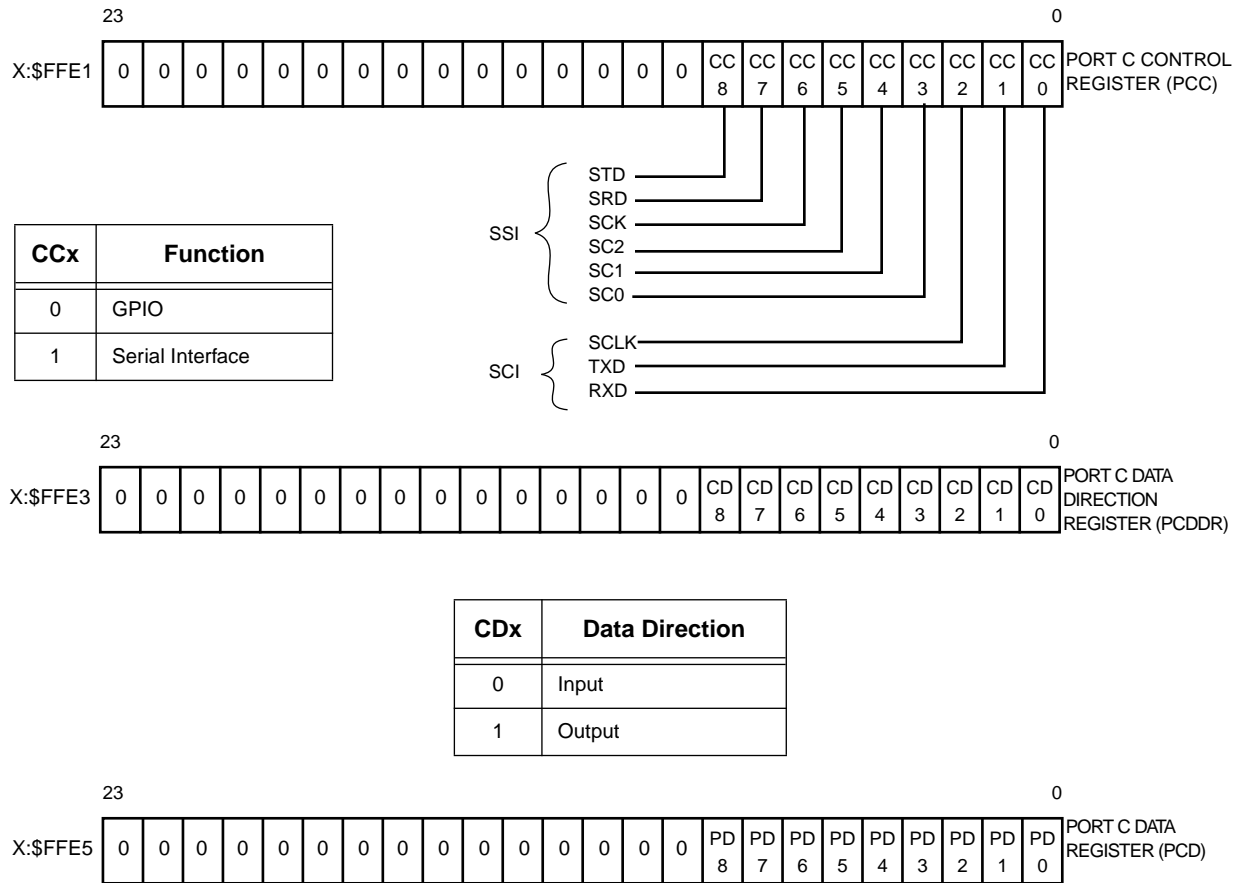 23 0
X:$FFE1 0 0 0 0 0 0 0 0 0 0 0 0 0 0 0 CC CC CC CC CC CC CC CC CC PORT C CONTROL
8 7 6 5 4 3 2 1 0 REGISTER (PCC)
STD
SRD
SCK
SSI
SC2
SC1
SC0
SCLK
SCI
TXD
RXD
CCx Function
0 GPIO
1 Serial Interface
23 0
X:$FFE3 0 0 0 0 0 0 0 0 0 0 0 0 0 0 0 CD CD CD CD CD CD CD CD CD PORT C DATA
8 7 6 5 4 3 2 1 0 DIRECTION
REGISTER (PCDDR)
CDx Data Direction
0 Input
1 Output
23 0
X:$FFE5 0 0 0 0 0 0 0 0 0 0 0 0 0 0 0 PD PD PD PD PD PD PD PD PD PORT C DATA
8 7 6 5 4 3 2 1 0 REGISTER (PCD)